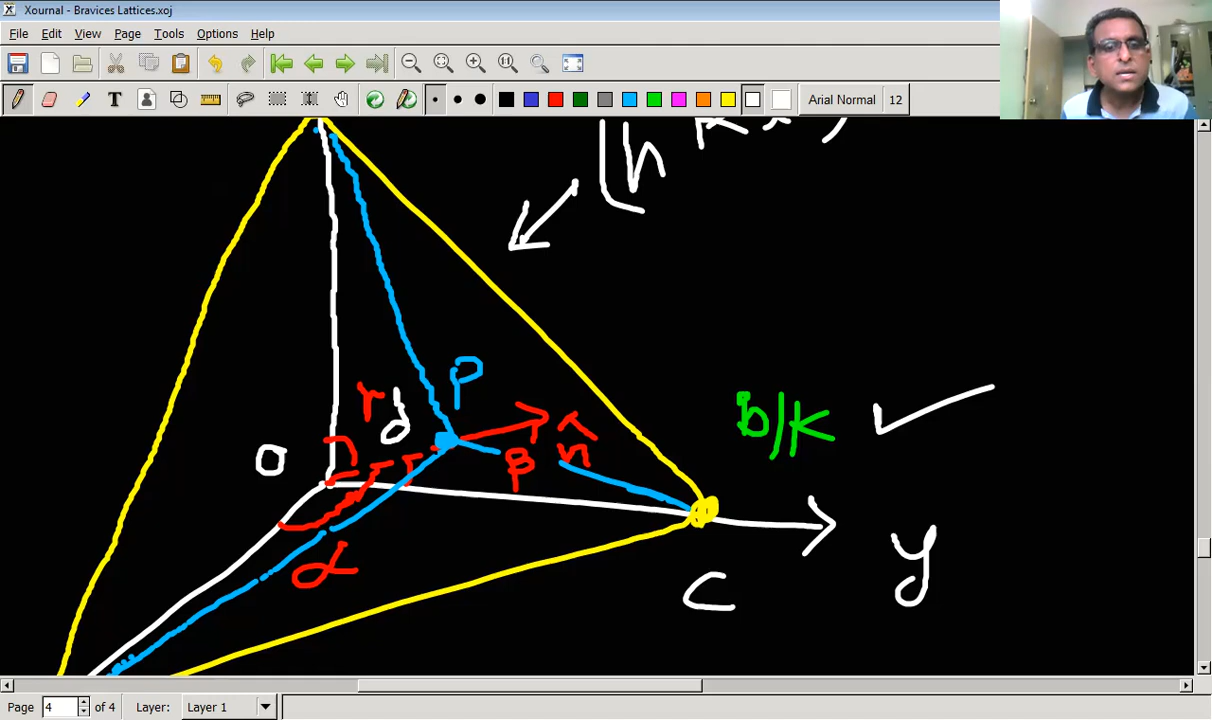 Xournal - Bravices Lattices.xoj
File Edit View Page Tools Options Help
Arial Normal 12
(h
P
r d
b/k
O
β n̂
α
C
y
Page 4 of 4 Layer: Layer 1